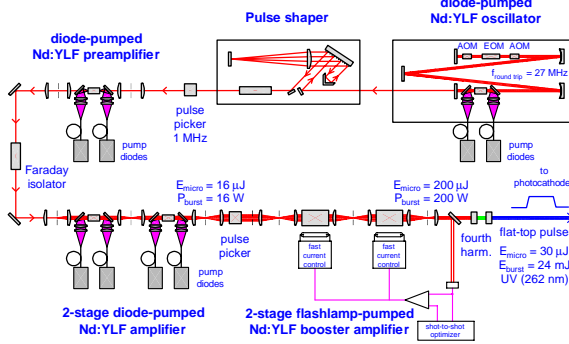 diode-pumped
Nd:YLF preamplifier
Pulse shaper
diode-pumped
Nd:YLF oscillator
AOM EOM AOM
f round trip = 27 MHz
pulse
picker
1 MHz
pump
diodes
pump
diodes
Faraday
isolator
E micro = 16 µJ
P burst = 16 W
E micro = 200 µJ
P burst = 200 W
to
photocathode
pulse
picker
fast
current
control
fast
current
control
fourth
harm.
flat-top pulse
E micro = 30 µJ
E burst = 24 mJ
UV (262 nm)
pump
diodes
2-stage diode-pumped
Nd:YLF amplifier
2-stage flashlamp-pumped
Nd:YLF booster amplifier
shot-to-shot
optimizer